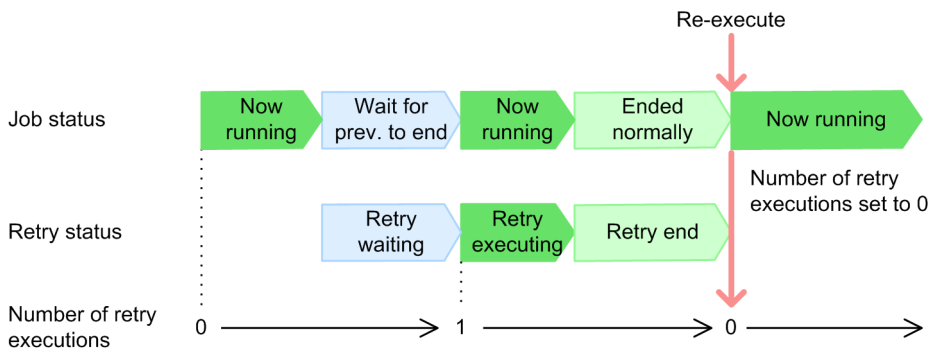 Re-execute
Job status
Now
running
Wait for
prev. to end
Now
running
Ended
normally
Now running
Number of retry
executions set to 0
Retry status
Retry
waiting
Retry
executing
Retry end
Number of retry
executions
0
1
0